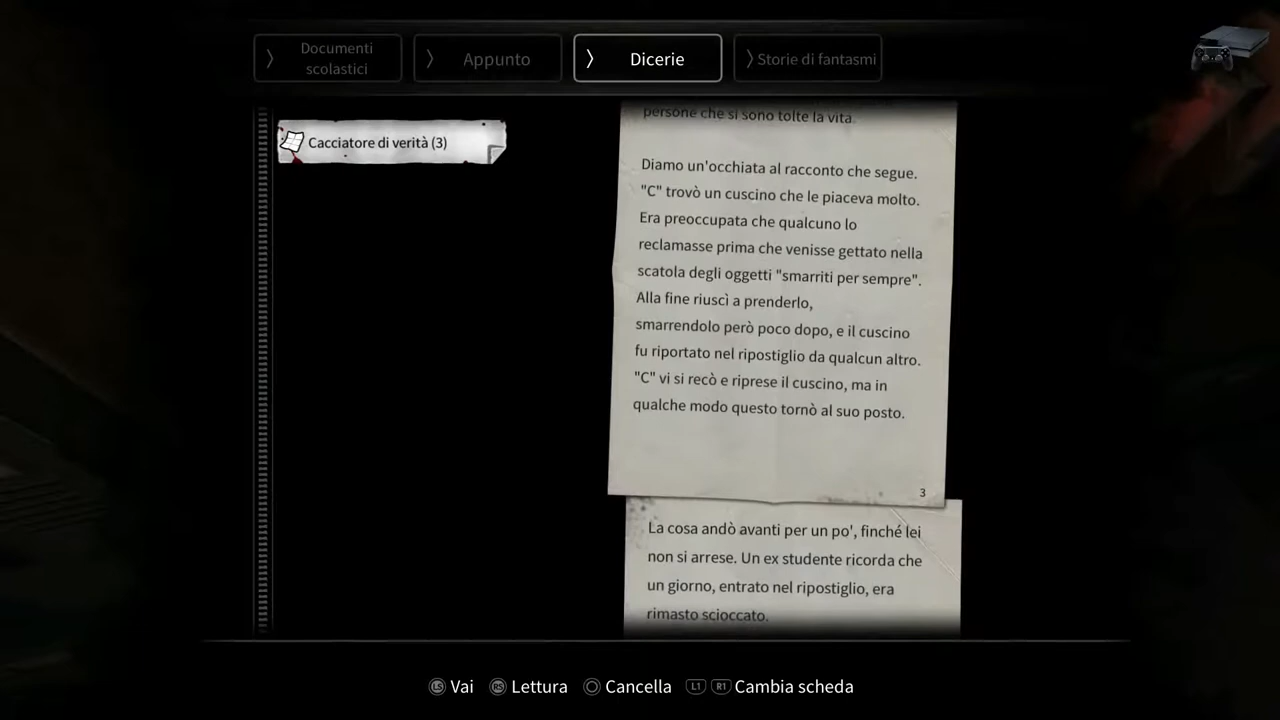 Documenti
scolastici
Appunto
Dicerie
Storie di fantasmi
Cacciatore di verità (3)
persone che si sono tolte la vita.
Diamo un'occhiata al racconto che segue.
"C" trovò un cuscino che le piaceva molto.
Era preoccupata che qualcuno lo
reclamasse prima che venisse gettato nella
scatola degli oggetti "smarriti per sempre".
Alla fine riuscì a prenderlo,
smarrendolo però poco dopo, e il cuscino
fu riportato nel ripostiglio da qualcun altro.
"C" vi si recò e riprese il cuscino, ma in
qualche modo questo tornò al suo posto.
3
La cosa andò avanti per un po', finché lei
non si arrese. Un ex studente ricorda che
un giorno, entrato nel ripostiglio, era
rimasto scioccato.
LS Vai RS Lettura Cancella L1 R1 Cambia scheda